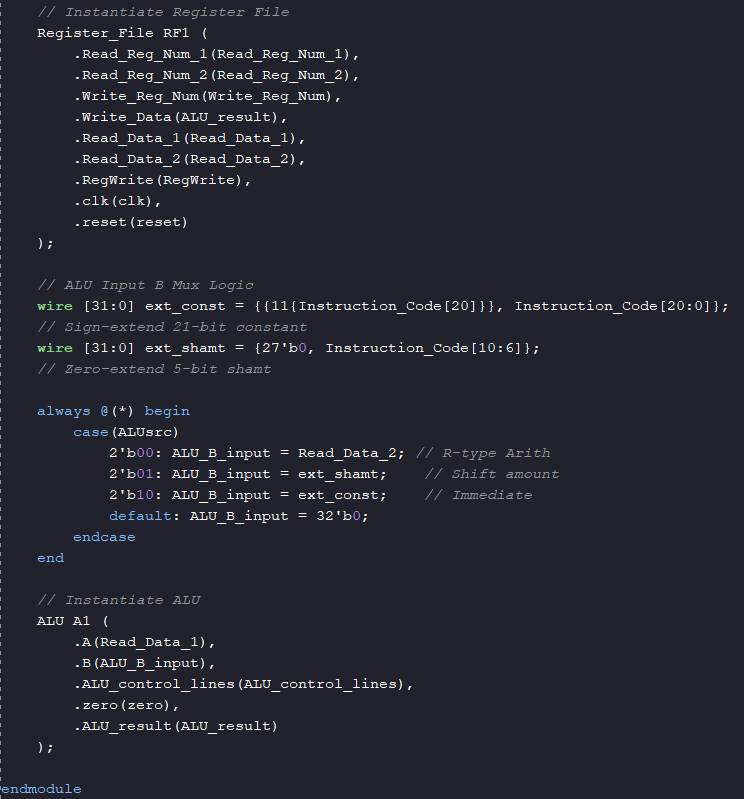 // Instantiate Register File
Register_File RF1 (
.Read_Reg_Num_1(Read_Reg_Num_1),
.Read_Reg_Num_2(Read_Reg_Num_2),
.Write_Reg_Num(Write_Reg_Num),
.Write_Data(ALU_result),
.Read_Data_1(Read_Data_1),
.Read_Data_2(Read_Data_2),
.RegWrite(RegWrite),
.clk(clk),
.reset(reset)
);
// ALU Input B Mux Logic
wire [31:0] ext_const = {{11{Instruction_Code[20]}}, Instruction_Code[20:0]};
// Sign-extend 21-bit constant
wire [31:0] ext_shamt = {27'b0, Instruction_Code[10:6]};
// Zero-extend 5-bit shamt
always @(*) begin
case(ALUsrc)
2'b00: ALU_B_input = Read_Data_2; // R-type Arith
2'b01: ALU_B_input = ext_shamt; // Shift amount
2'b10: ALU_B_input = ext_const; // Immediate
default: ALU_B_input = 32'b0;
endcase
end
// Instantiate ALU
ALU A1 (
.A(Read_Data_1),
.B(ALU_B_input),
.ALU_control_lines(ALU_control_lines),
.zero(zero),
.ALU_result(ALU_result)
);
endmodule